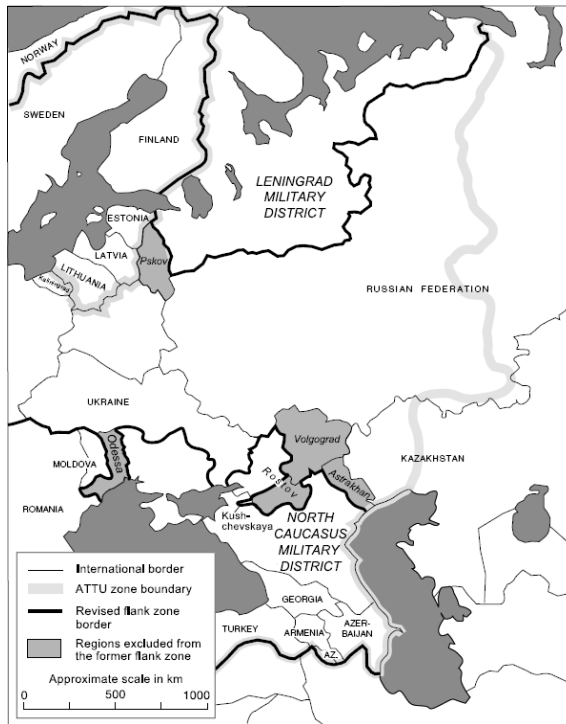 NORWAY
SWEDEN
FINLAND
LENINGRAD
MILITARY
DISTRICT
ESTONIA
LATVIA
Pskov
LITHUANIA
Kaliningrad
RUSSIAN FEDERATION
UKRAINE
Odessa
MOLDOVA
ROMANIA
Volgograd
Rostov
Astrakhan
KAZAKHSTAN
Kush-
chevskaya
NORTH
CAUCASUS
MILITARY
DISTRICT
GEORGIA
TURKEY
ARMENIA
AZER-
BAIJAN
AZ.
International border
ATTU zone boundary
Revised flank zone
border
Regions excluded from
the former flank zone
Approximate scale in km
0 500 1000